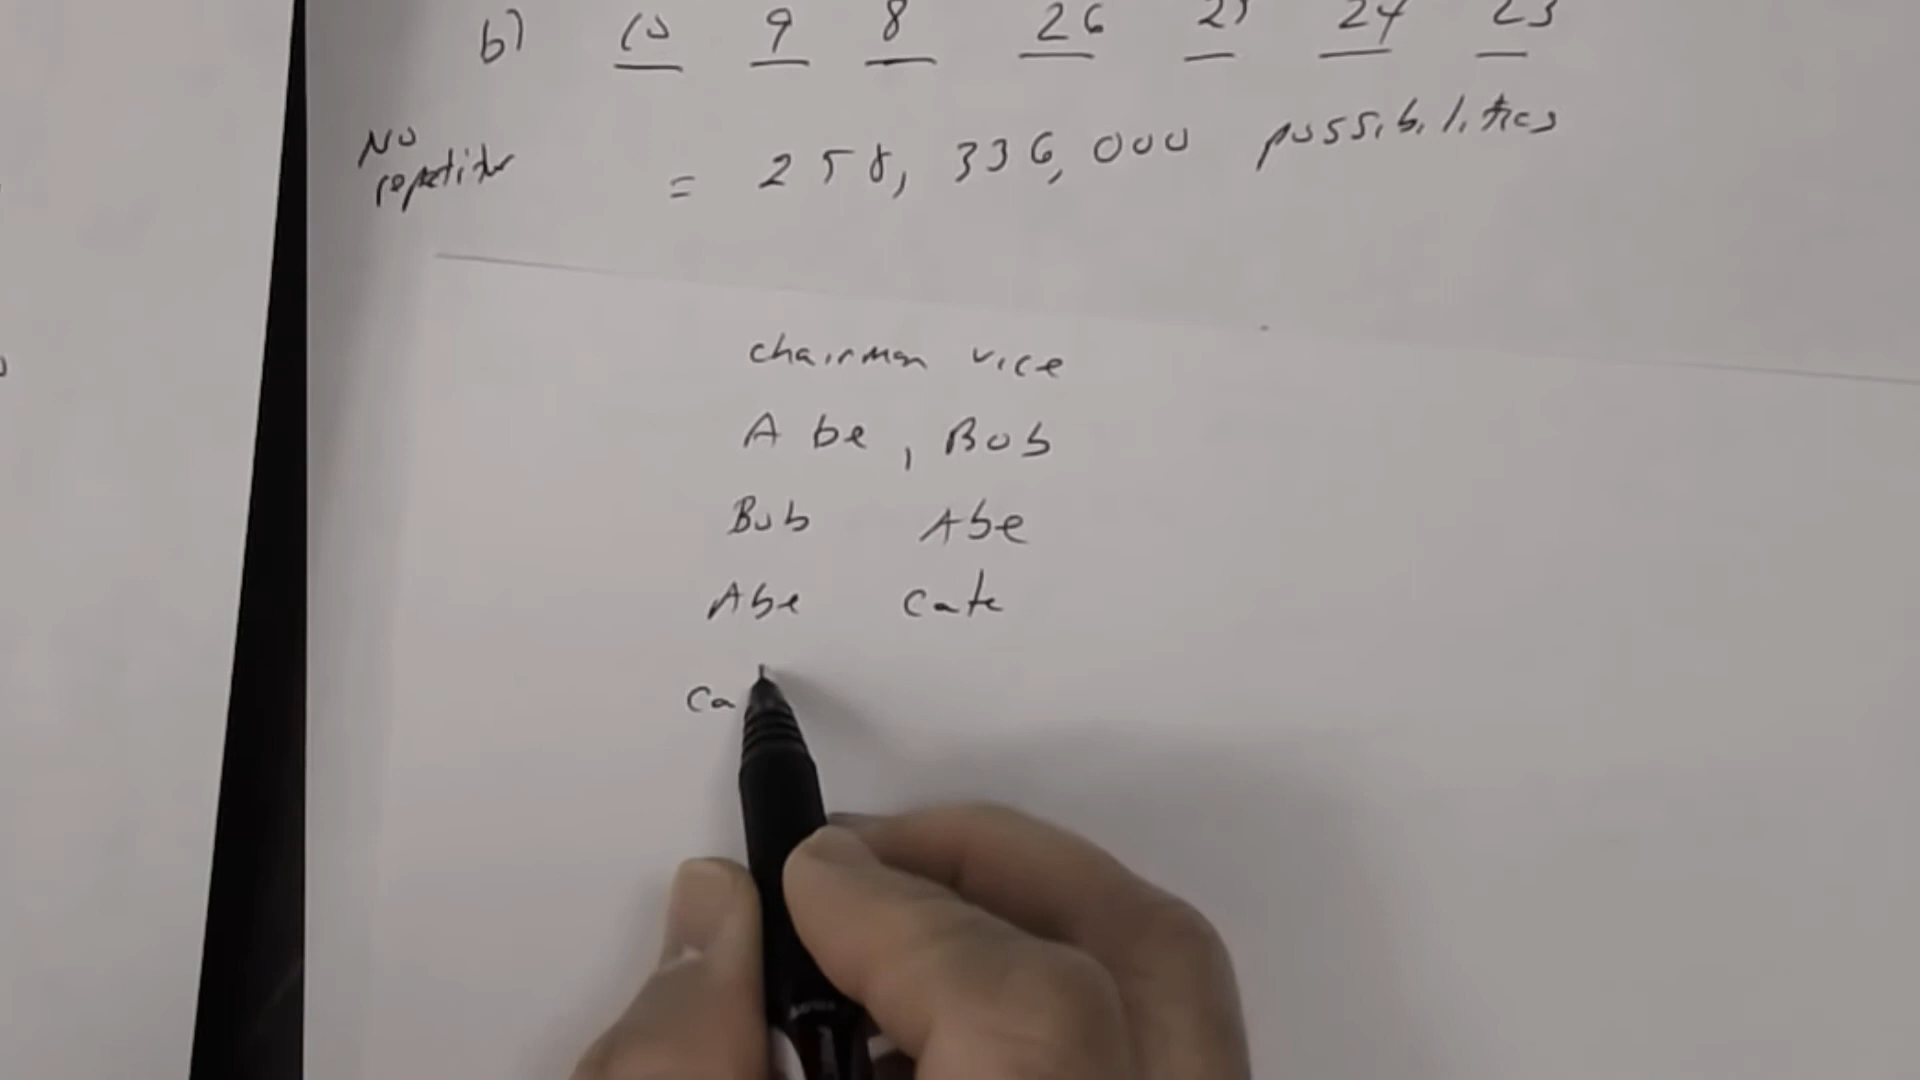 b) 10 9 8 26 25 24 23
No
repetition
= 258,336,000 possibilities
chairman vice
Abe, Bob
Bob Abe
Abe Cate
Ca